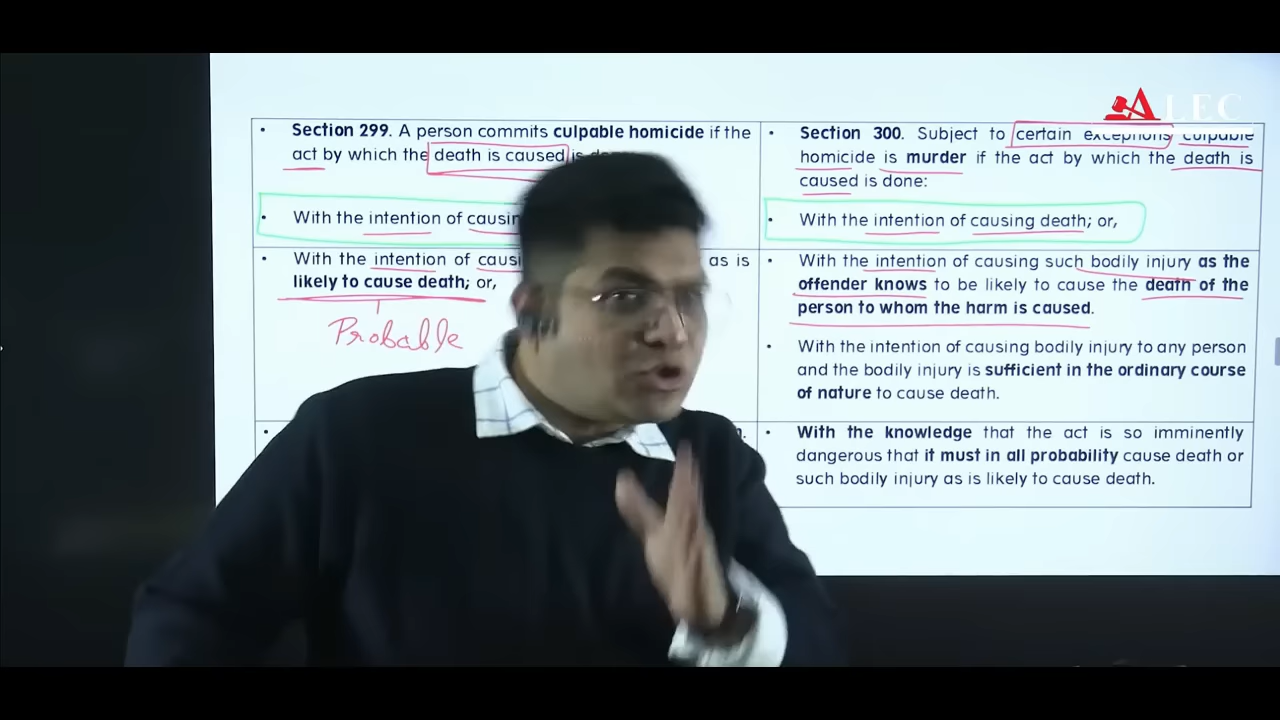 ALEC
Section 299. A person commits culpable homicide if the
act by which the death is caused is
With the intention of
With the intention of
as is
likely to cause death; or,
Probable
Section 300. Subject to certain exceptions culpable
homicide is murder if the act by which the death is
caused is done:
With the intention of causing death; or,
With the intention of causing such bodily injury as the
offender knows to be likely to cause the death of the
person to whom the harm is caused.
With the intention of causing bodily injury to any person
and the bodily injury is sufficient in the ordinary course
of nature to cause death.
With the knowledge that the act is so imminently
dangerous that it must in all probability cause death or
such bodily injury as is likely to cause death.